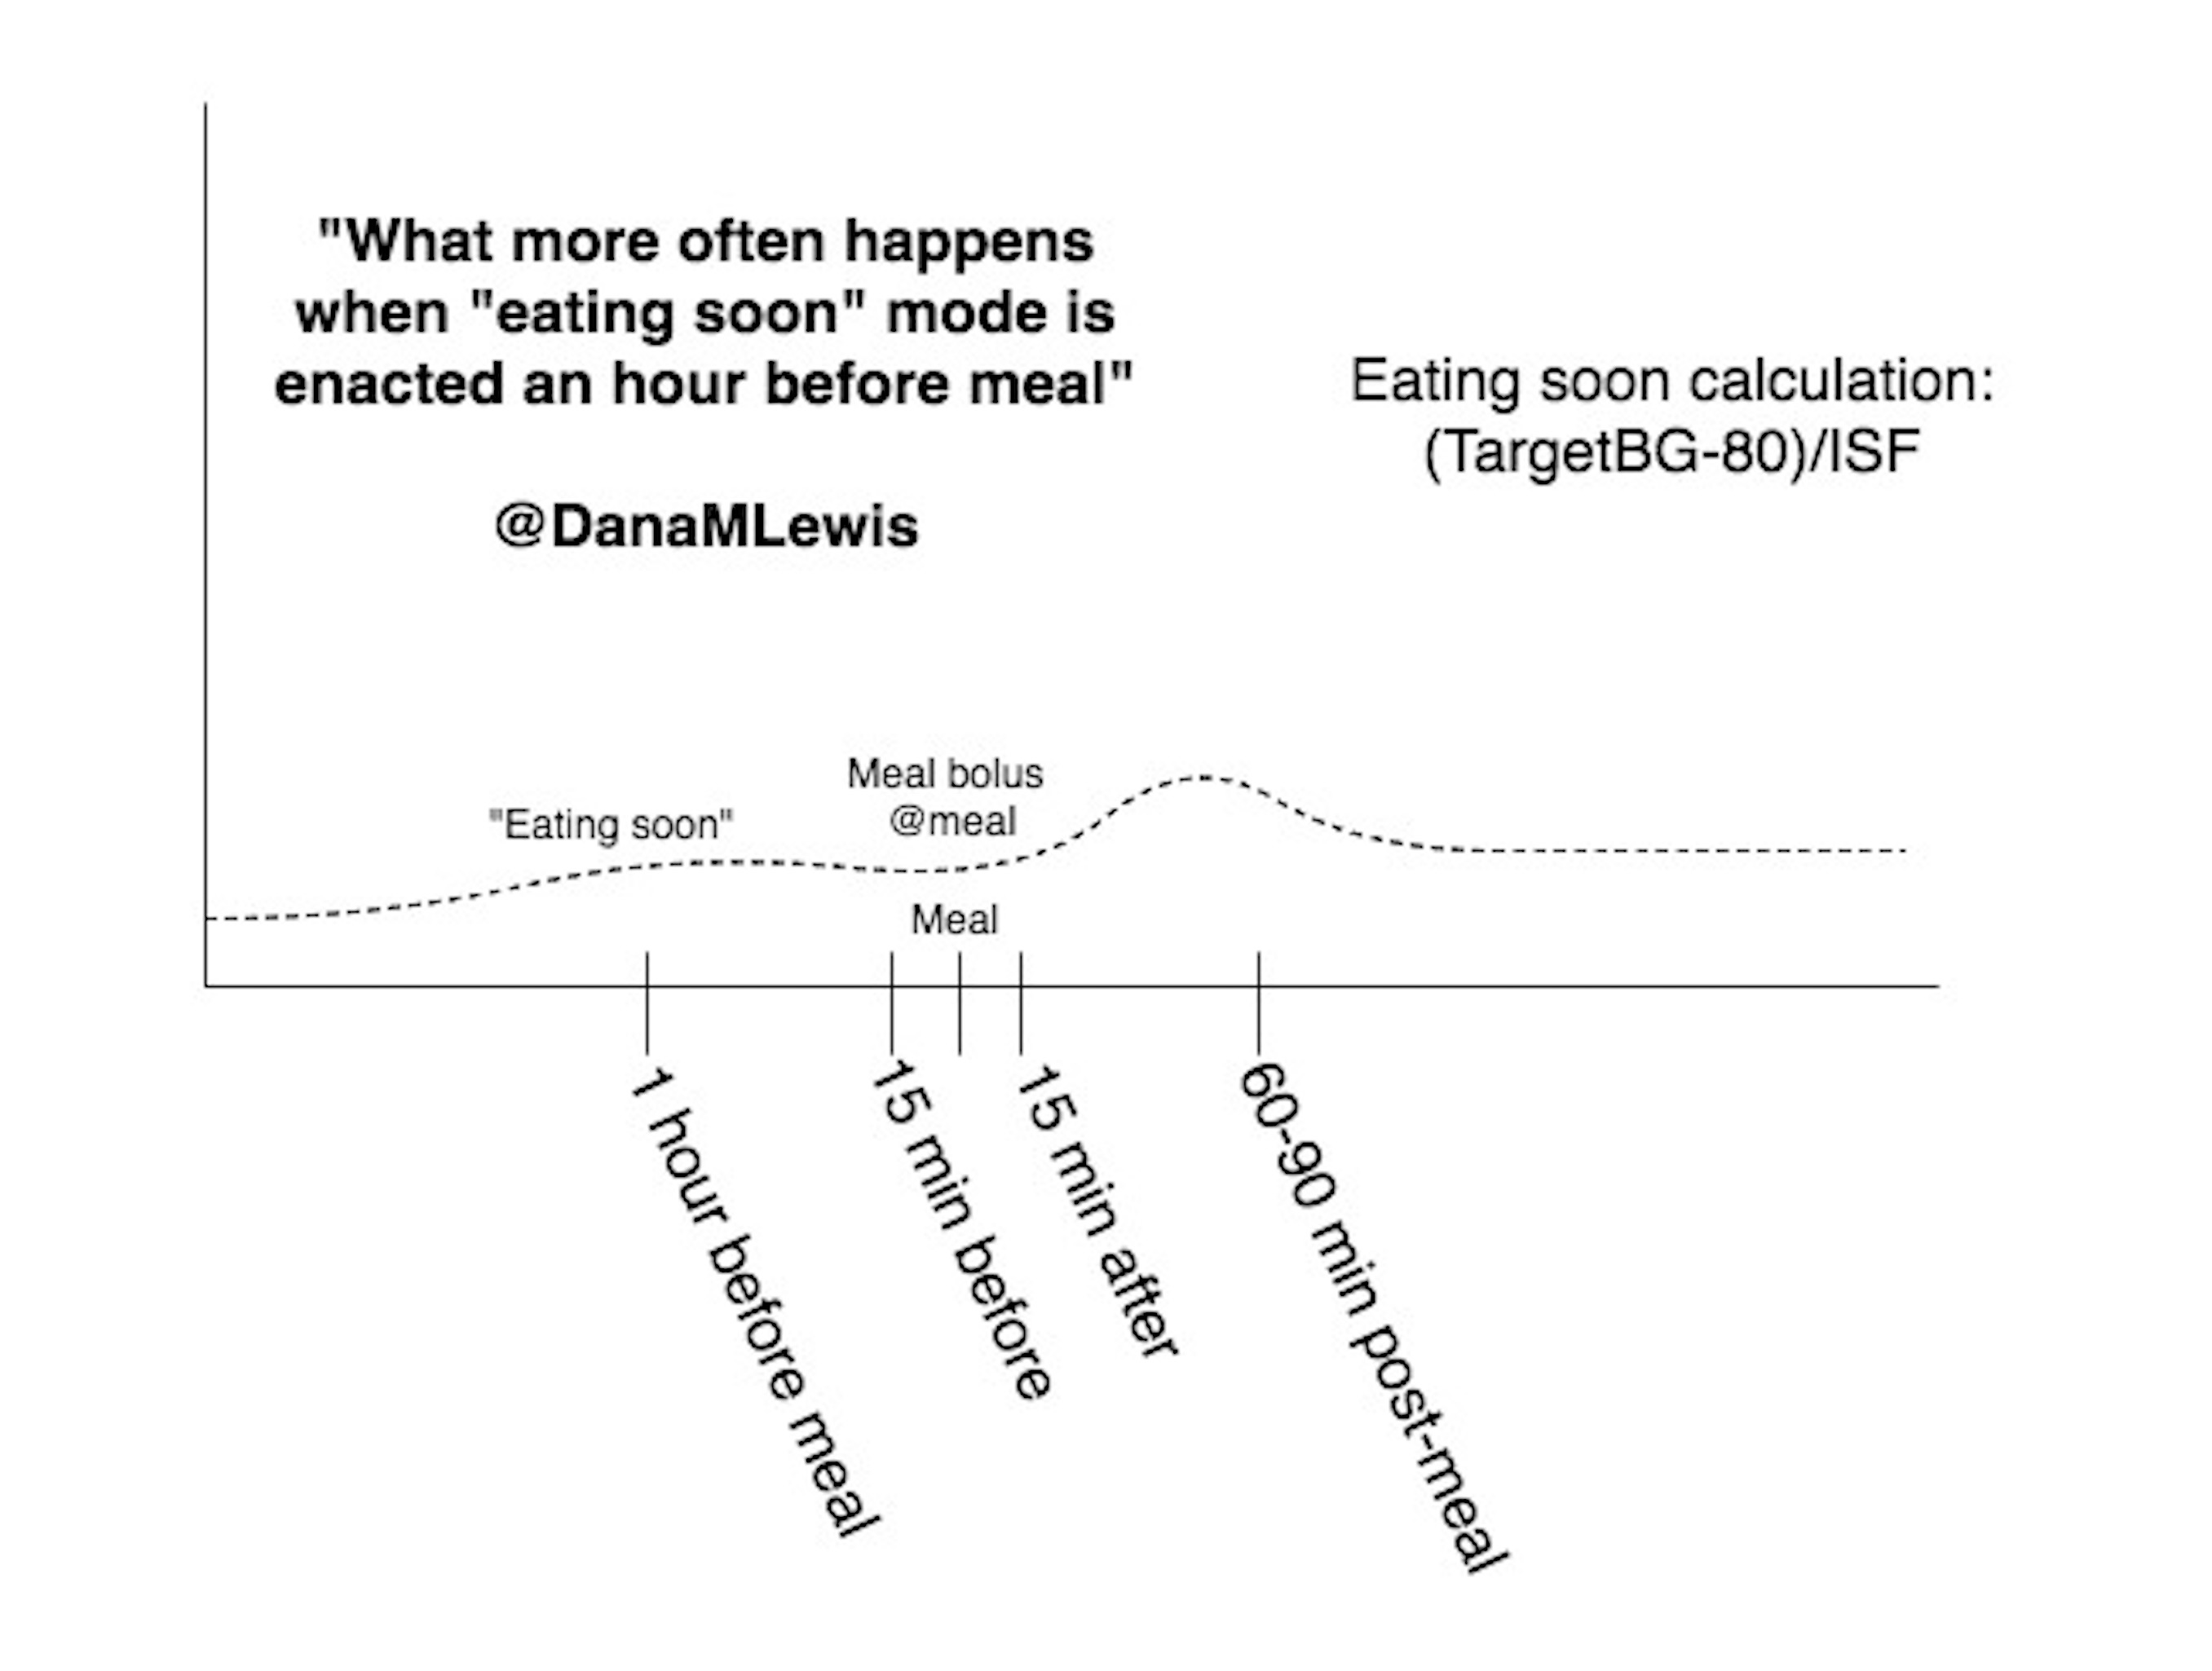 "What more often happens
when "eating soon" mode is
enacted an hour before meal"
@DanaMLewis
Eating soon calculation:
(TargetBG-80)/ISF
"Eating soon"
Meal bolus
@meal
Meal
1 hour before meal
15 min before
15 min after
60-90 min post-meal